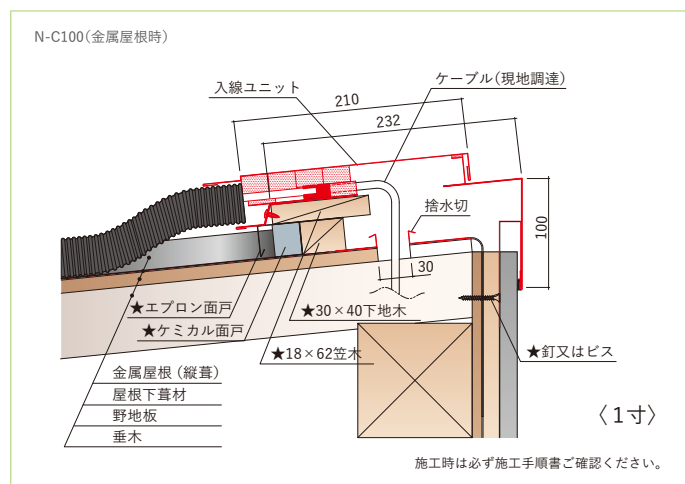 N-C100(金属屋根時)
入線ユニット
ケーブル(現地調達)
210
232
捨水切
100
30
★エプロン面戸
★30×40下地木
★ケミカル面戸
★18×62笠木
★釘又はビス
金属屋根(縦葺)
屋根下葺材
野地板
垂木
〈1寸〉
施工時は必ず施工手順書ご確認ください。